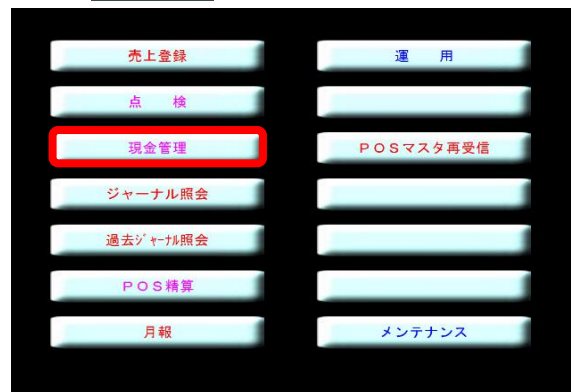 売上登録
点　検
現金管理
ジャーナル照会
過去ｼﾞｬｰﾅﾙ照会
ＰＯＳ精算
月報
運　用
ＰＯＳマスタ再受信
メンテナンス